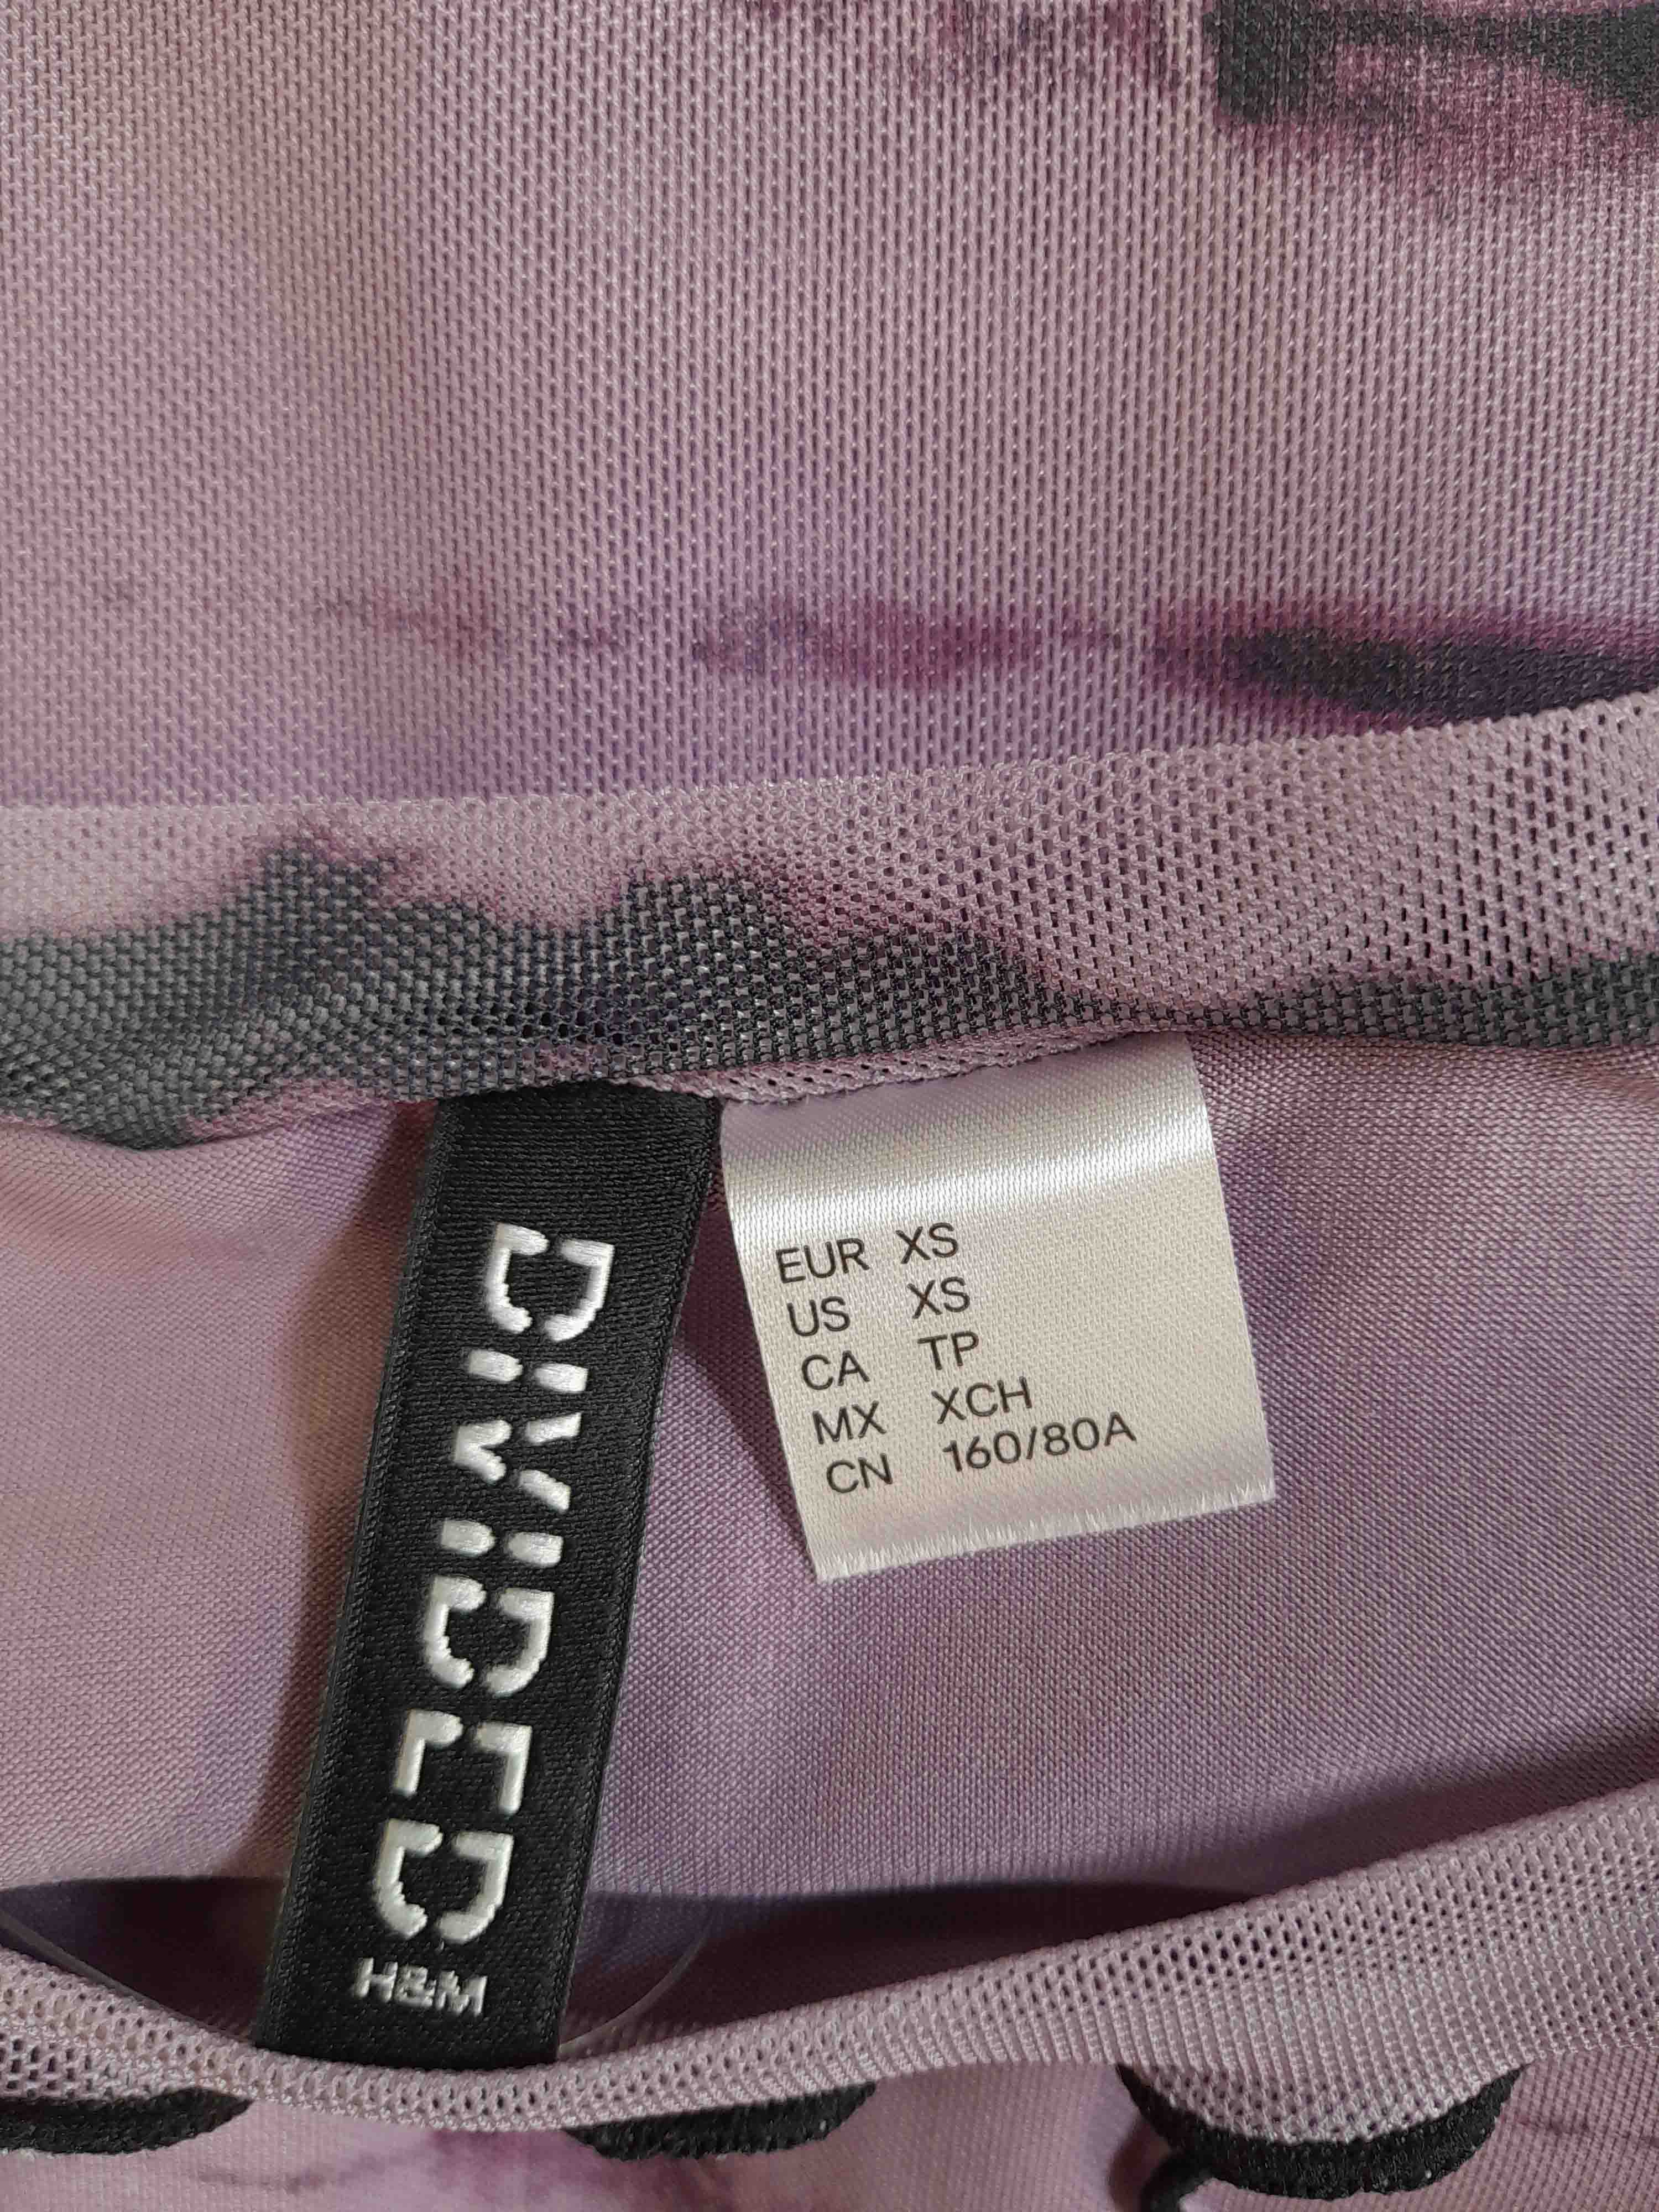 DIVIDED
H&M
EUR XS
US XS
CA TP
MX XCH
CN 160/80A